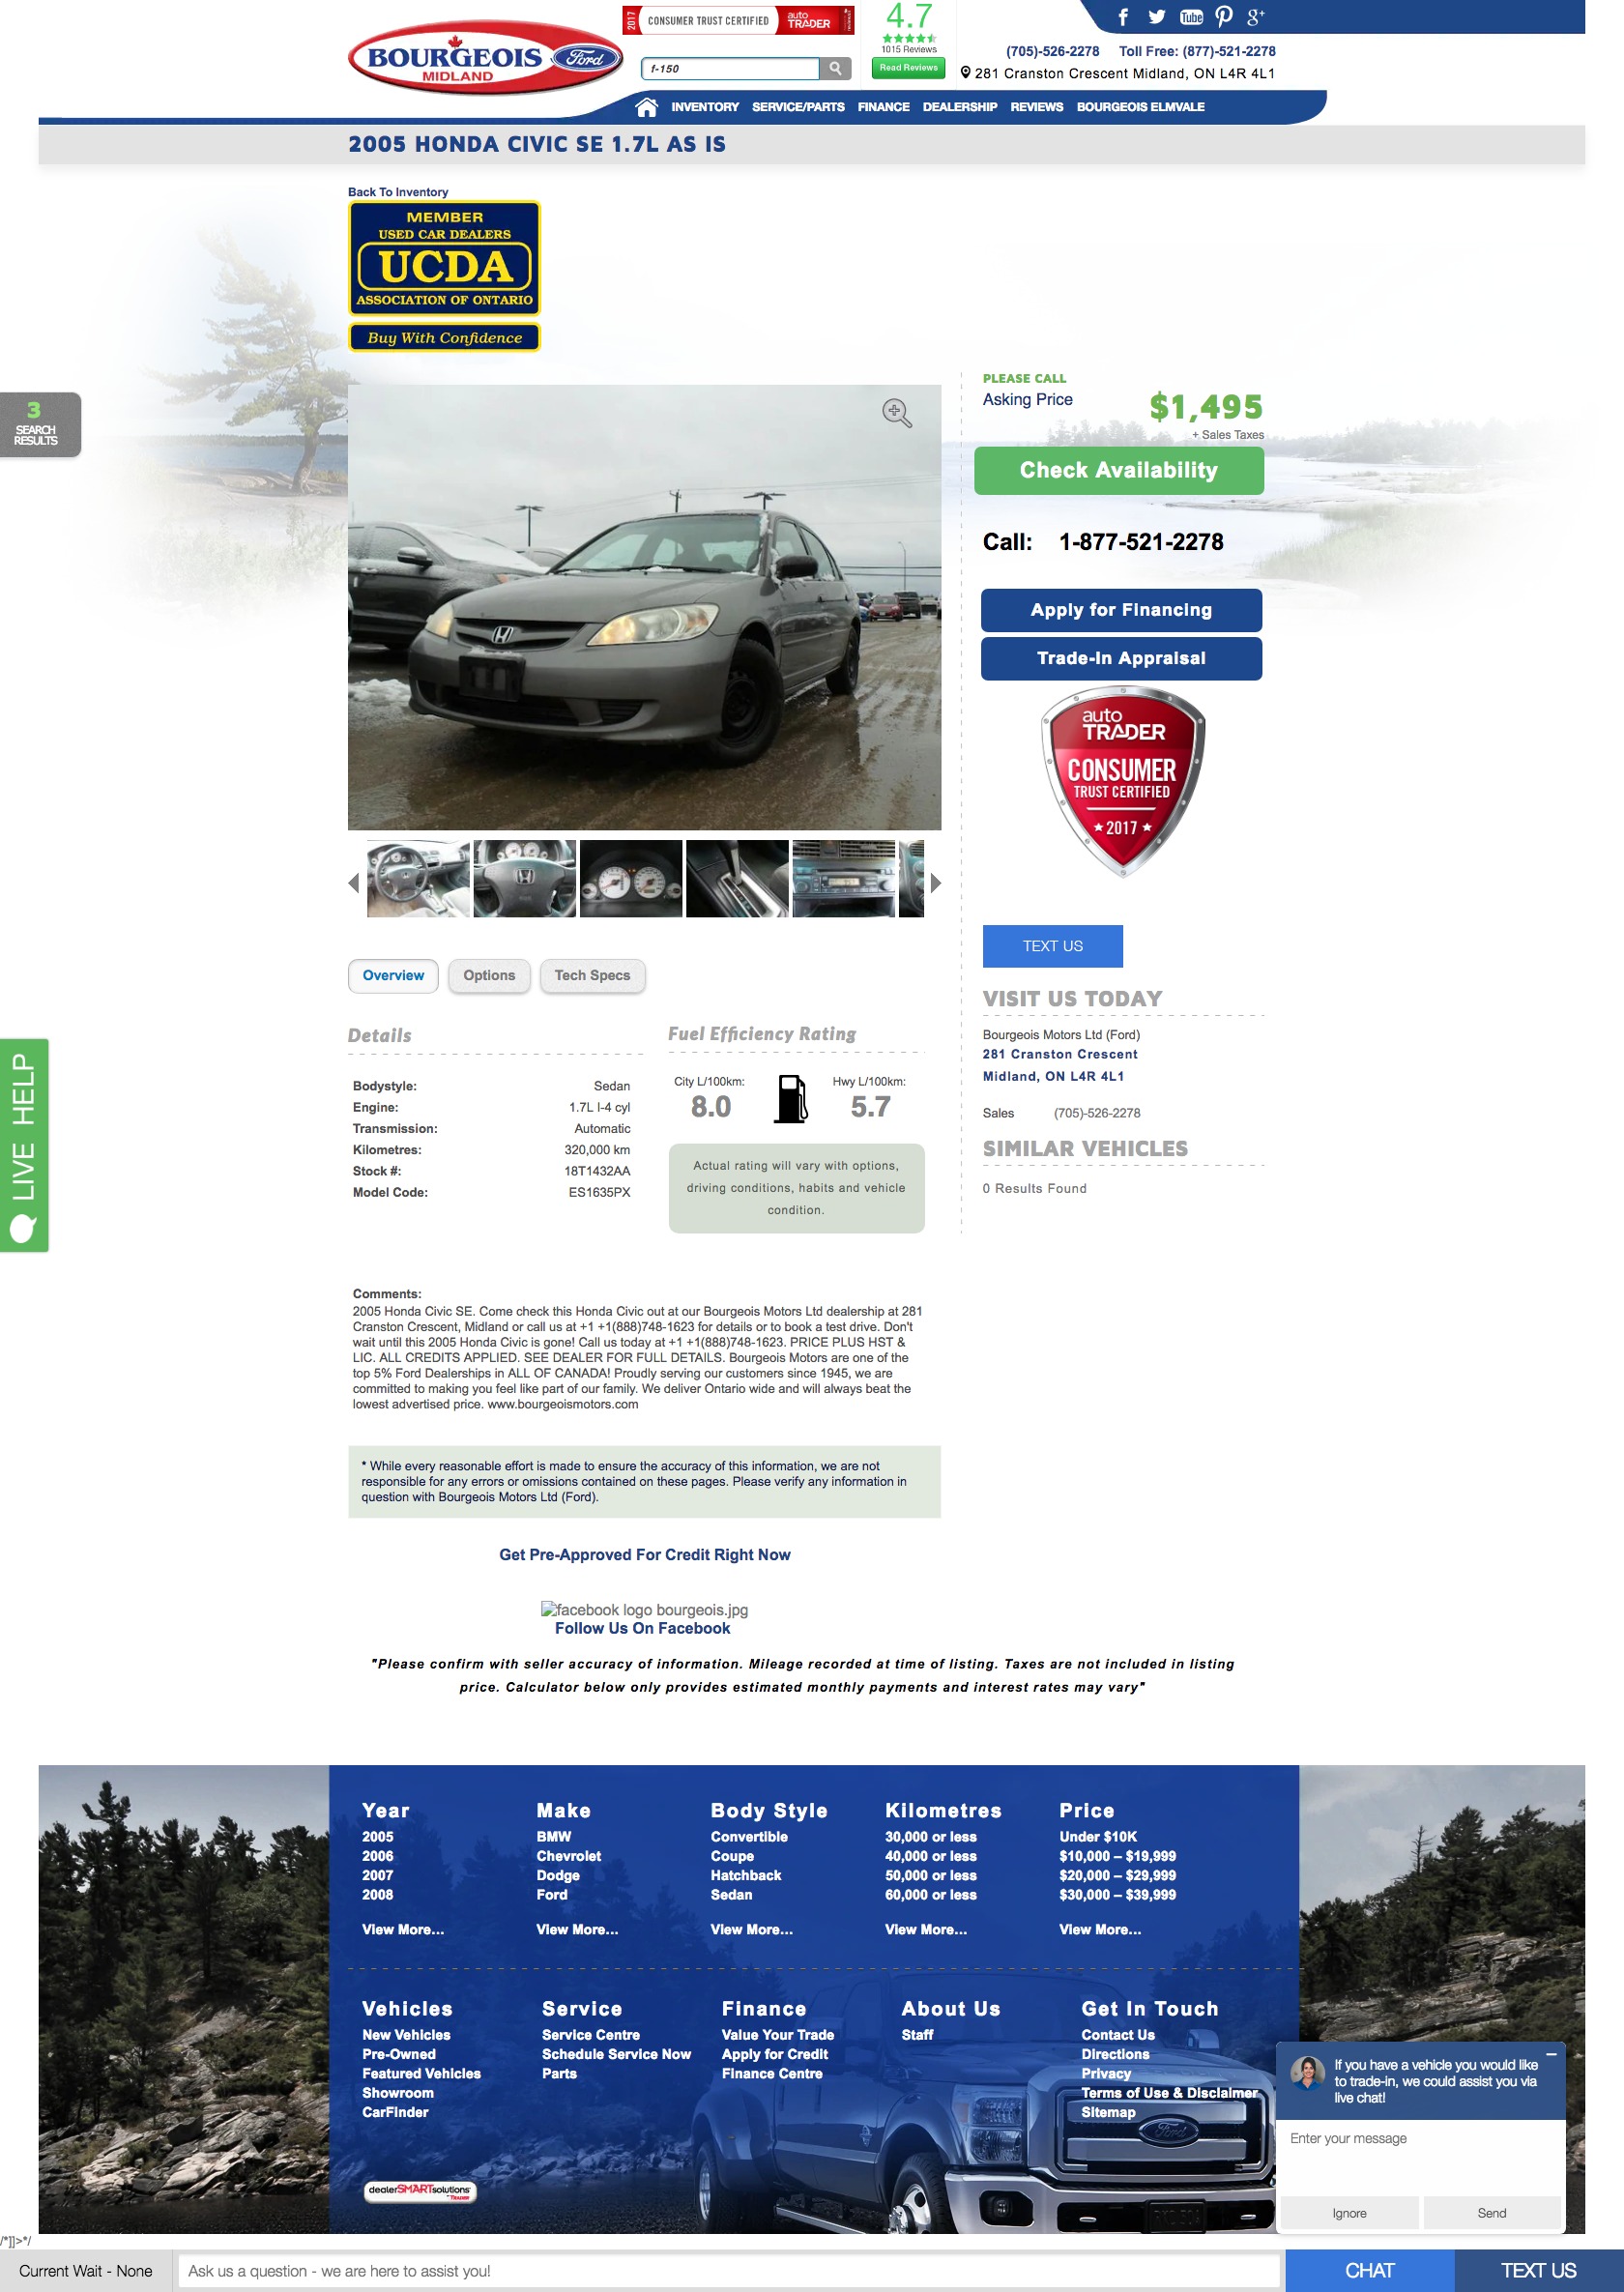 BOURGEOIS
Ford
MIDLAND
2017
CONSUMER TRUST CERTIFIED
auto
TRADER
f-150
4.7
1015 Reviews
Read Reviews
f
You
Tube
g+
(705)-526-2278 Toll Free: (877)-521-2278
281 Cranston Crescent Midland, ON L4R 4L1
INVENTORY SERVICE/PARTS FINANCE DEALERSHIP REVIEWS BOURGEOIS ELMVALE
2005 HONDA CIVIC SE 1.7L AS IS
Back To Inventory
MEMBER
USED CAR DEALERS
UCDA
ASSOCIATION OF ONTARIO
Buy With Confidence
3
SEARCH
RESULTS
PLEASE CALL
Asking Price
$1,495
+ Sales Taxes
Check Availability
Call: 1-877-521-2278
Apply for Financing
Trade-In Appraisal
auto
TRADER
CONSUMER
TRUST CERTIFIED
2017
TEXT US
VISIT US TODAY
Bourgeois Motors Ltd (Ford)
281 Cranston Crescent
Midland, ON L4R 4L1
Sales (705)-526-2278
SIMILAR VEHICLES
0 Results Found
Overview Options Tech Specs
Details
Bodystyle: Sedan
Engine: 1.7L I-4 cyl
Transmission: Automatic
Kilometres: 320,000 km
Stock #: 18T1432AA
Model Code: ES1635PX
Fuel Efficiency Rating
City L/100km: Hwy L/100km:
8.0 5.7
Actual rating will vary with options,
driving conditions, habits and vehicle
condition.
LIVE HELP
Comments:
2005 Honda Civic SE. Come check this Honda Civic out at our Bourgeois Motors Ltd dealership at 281
Cranston Crescent, Midland or call us at +1 +1(888)748-1623 for details or to book a test drive. Don't
wait until this 2005 Honda Civic is gone! Call us today at +1 +1(888)748-1623. PRICE PLUS HST &
LIC. ALL CREDITS APPLIED. SEE DEALER FOR FULL DETAILS. Bourgeois Motors are one of the
top 5% Ford Dealerships in ALL OF CANADA! Proudly serving our customers since 1945, we are
committed to making you feel like part of our family. We deliver Ontario wide and will always beat the
lowest advertised price. www.bourgeoismotors.com
* While every reasonable effort is made to ensure the accuracy of this information, we are not
responsible for any errors or omissions contained on these pages. Please verify any information in
question with Bourgeois Motors Ltd (Ford).
Get Pre-Approved For Credit Right Now
facebook logo bourgeois.jpg
Follow Us On Facebook
"Please confirm with seller accuracy of information. Mileage recorded at time of listing. Taxes are not included in listing
price. Calculator below only provides estimated monthly payments and interest rates may vary"
Year Make Body Style Kilometres Price
2005 BMW Convertible 30,000 or less Under $10K
2006 Chevrolet Coupe 40,000 or less $10,000 – $19,999
2007 Dodge Hatchback 50,000 or less $20,000 – $29,999
2008 Ford Sedan 60,000 or less $30,000 – $39,999
View More... View More... View More... View More... View More...
Vehicles Service Finance About Us Get In Touch
New Vehicles Service Centre Value Your Trade Staff Contact Us
Pre-Owned Schedule Service Now Apply for Credit Directions
Featured Vehicles Parts Finance Centre Privacy
Showroom Terms of Use & Disclaimer
CarFinder Sitemap
Ford
dealerSMARTsolutions
If you have a vehicle you would like
to trade-in, we could assist you via
live chat!
Enter your message
Ignore Send
/*]]>*/
Current Wait - None Ask us a question - we are here to assist you! CHAT TEXT US